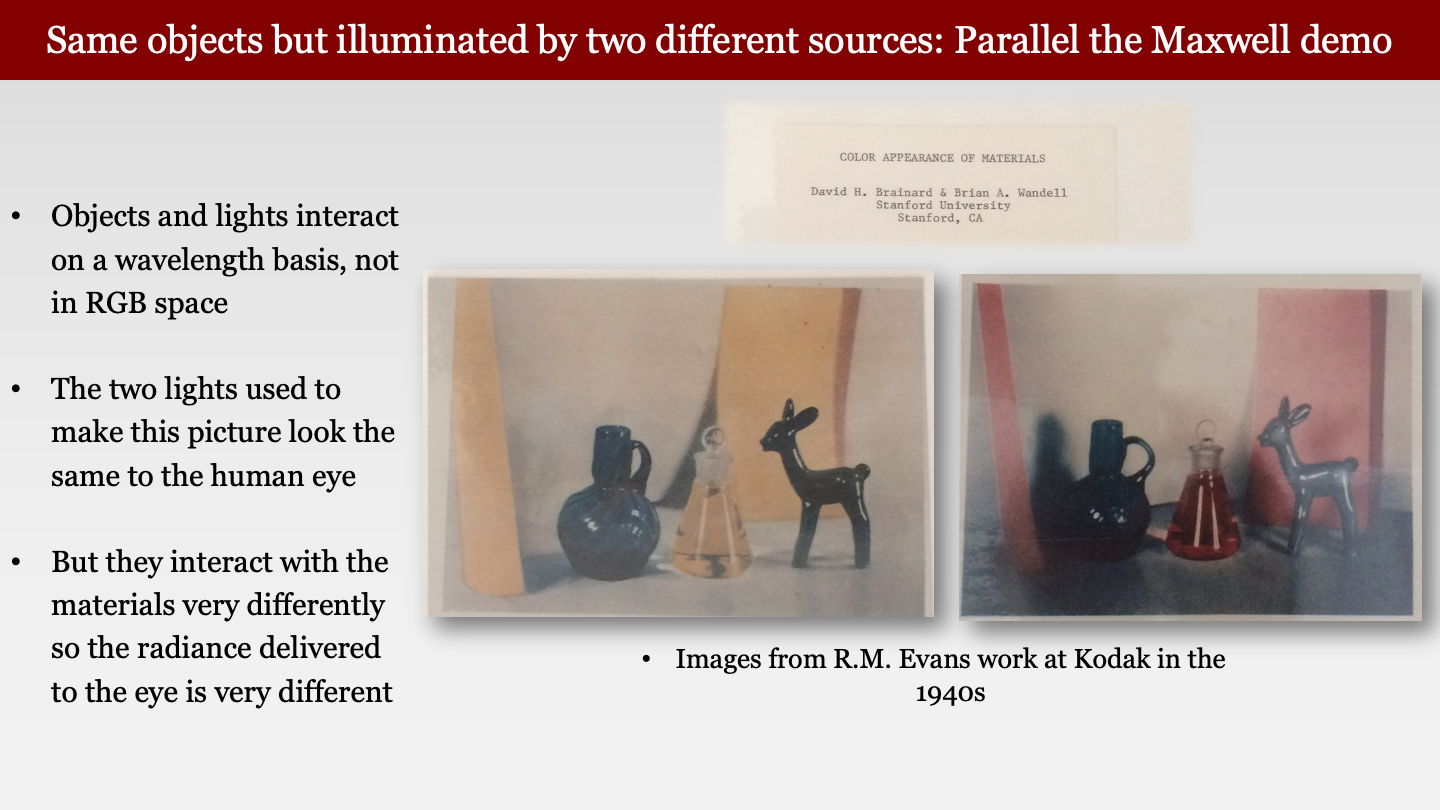 Same objects but illuminated by two different sources: Parallel the Maxwell demo
COLOR APPEARANCE OF MATERIALS
David H. Brainard & Brian A. Wandell
Stanford University
Stanford, CA
• Objects and lights interact
on a wavelength basis, not
in RGB space
• The two lights used to
make this picture look the
same to the human eye
• But they interact with the
materials very differently
so the radiance delivered
to the eye is very different
• Images from R.M. Evans work at Kodak in the
1940s